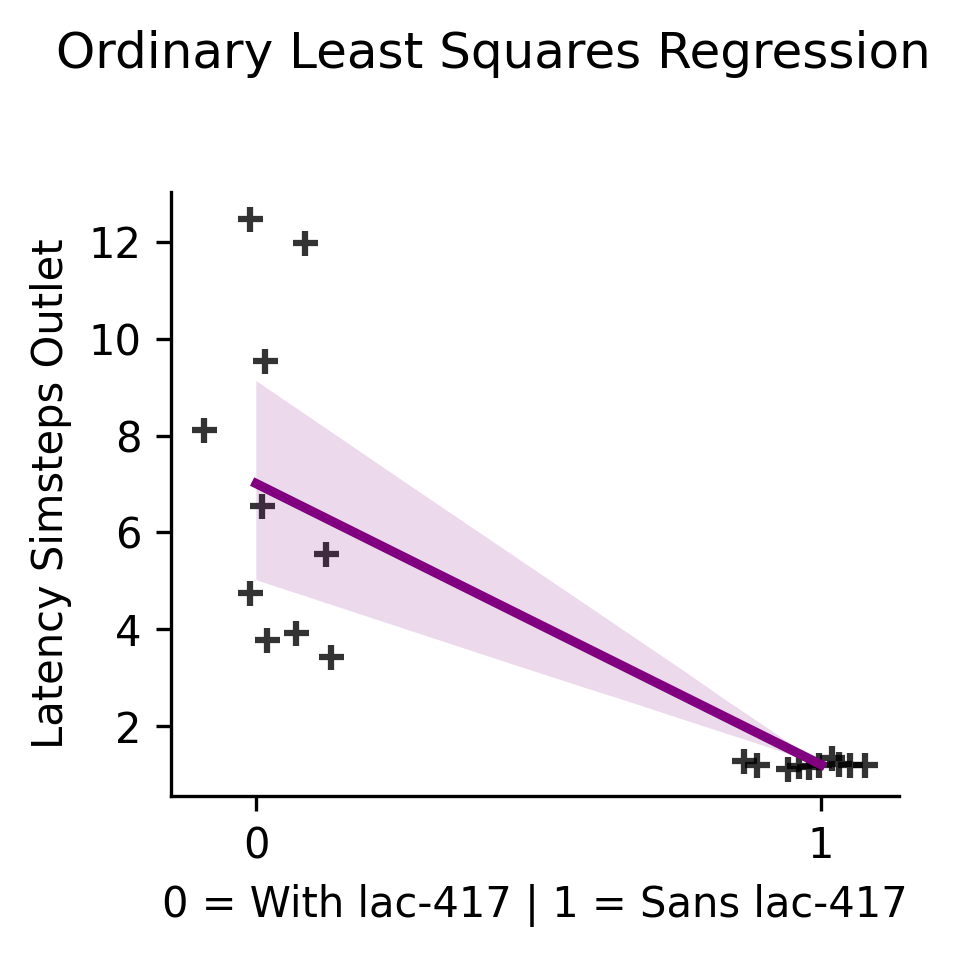 Ordinary Least Squares Regression
Latency Simsteps Outlet
12
10
8
6
4
2
0
1
0 = With lac-417 | 1 = Sans lac-417